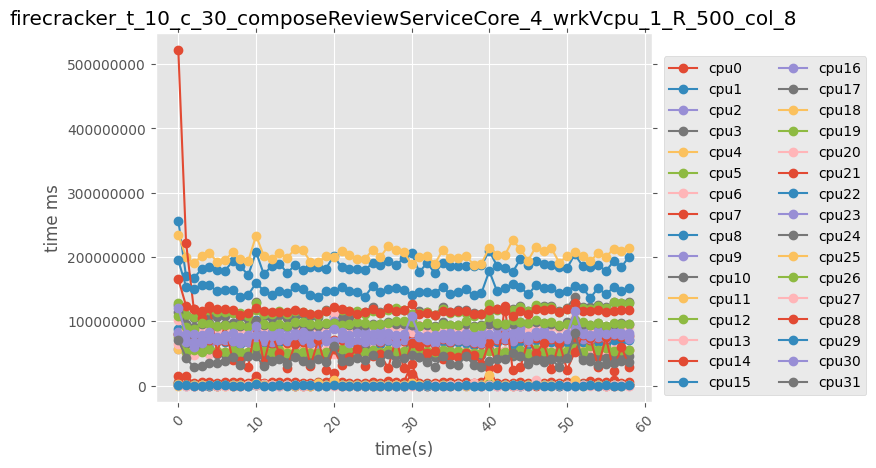 firecracker_t_10_c_30_composeReviewServiceCore_4_wrkVcpu_1_R_500_col_8
500000000
400000000
300000000
200000000
100000000
0
time ms
0 10 20 30 40 50 60
time(s)
cpu0 cpu16
cpu1 cpu17
cpu2 cpu18
cpu3 cpu19
cpu4 cpu20
cpu5 cpu21
cpu6 cpu22
cpu7 cpu23
cpu8 cpu24
cpu9 cpu25
cpu10 cpu26
cpu11 cpu27
cpu12 cpu28
cpu13 cpu29
cpu14 cpu30
cpu15 cpu31